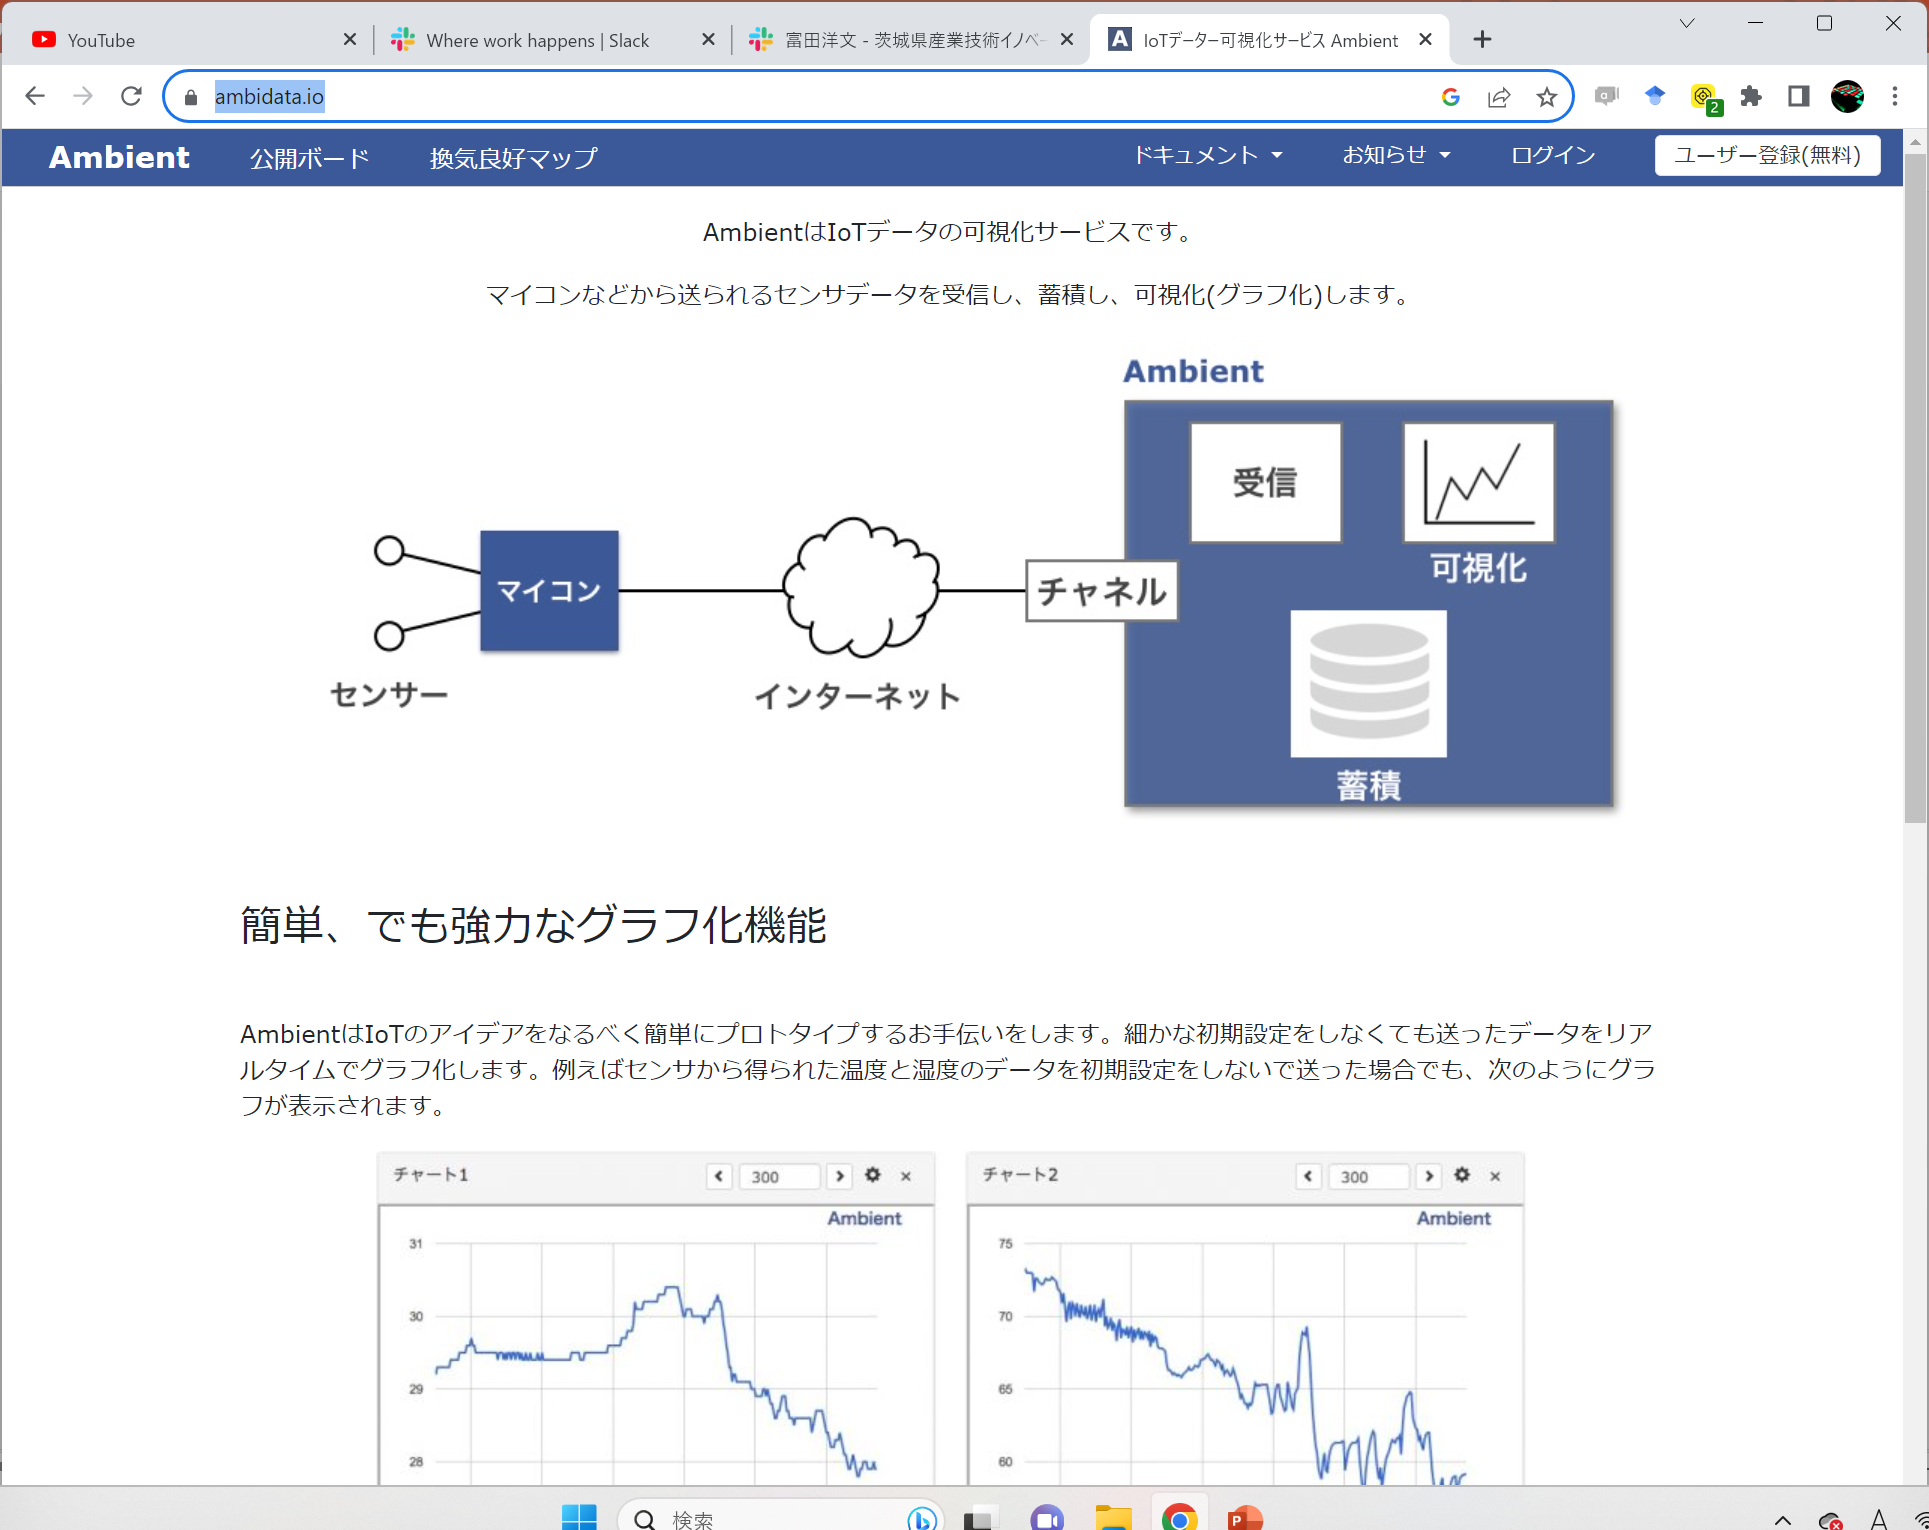 YouTube
Where work happens | Slack
富田洋文 - 茨城県産業技術イノベー
IoTデーター可視化サービス Ambient
ambidata.io
2
Ambient 公開ボード 換気良好マップ ドキュメント お知らせ ログイン ユーザー登録(無料)
AmbientはIoTデータの可視化サービスです。
マイコンなどから送られるセンサデータを受信し、蓄積し、可視化(グラフ化)します。
Ambient
受信
可視化
マイコン
チャネル
センサー
インターネット
蓄積
簡単、でも強力なグラフ化機能
AmbientはIoTのアイデアをなるべく簡単にプロトタイプするお手伝いをします。細かな初期設定をしなくても送ったデータをリア
ルタイムでグラフ化します。例えばセンサから得られた温度と湿度のデータを初期設定をしないで送った場合でも、次のようにグラ
フが表示されます。
チャート1 300
Ambient
31
30
29
28
チャート2 300
Ambient
75
70
65
60
検索
P
A